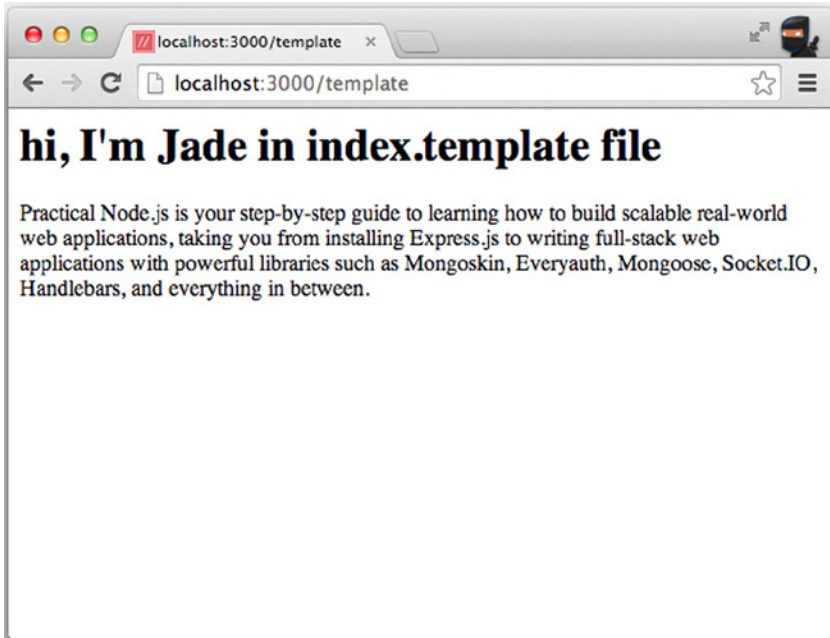 localhost:3000/template
localhost:3000/template
hi, I'm Jade in index.template file
Practical Node.js is your step-by-step guide to learning how to build scalable real-world
web applications, taking you from installing Express.js to writing full-stack web
applications with powerful libraries such as Mongoskin, Everyauth, Mongoose, Socket.IO,
Handlebars, and everything in between.